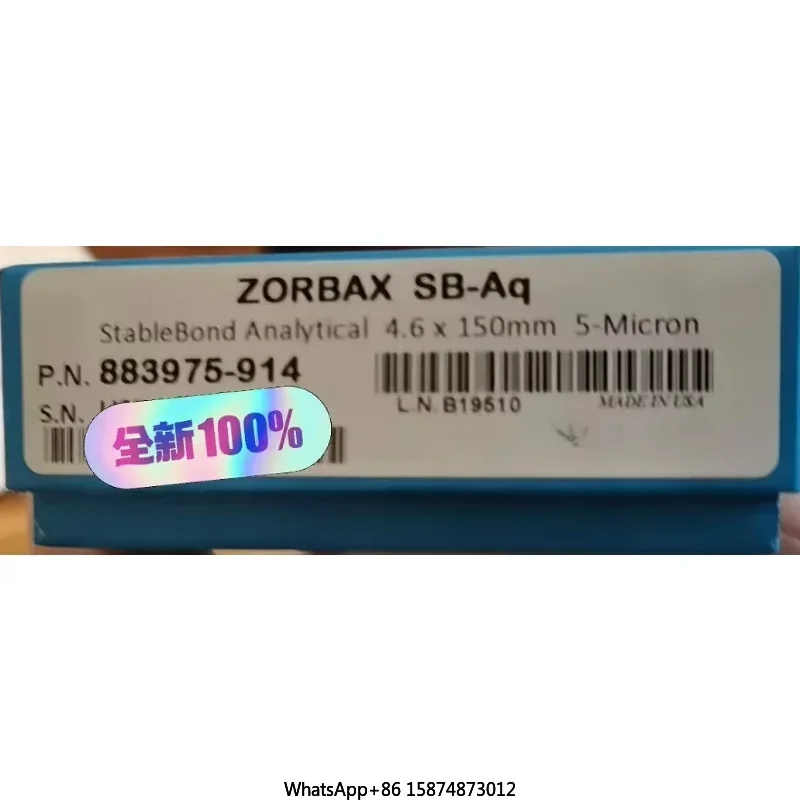 ZORBAX SB-Aq
StableBond Analytical 4.6 x 150mm 5-Micron
P.N. 883975-914
L.N. B19510 MADE IN USA
S.N.
全新100%
WhatsApp+86 15874873012